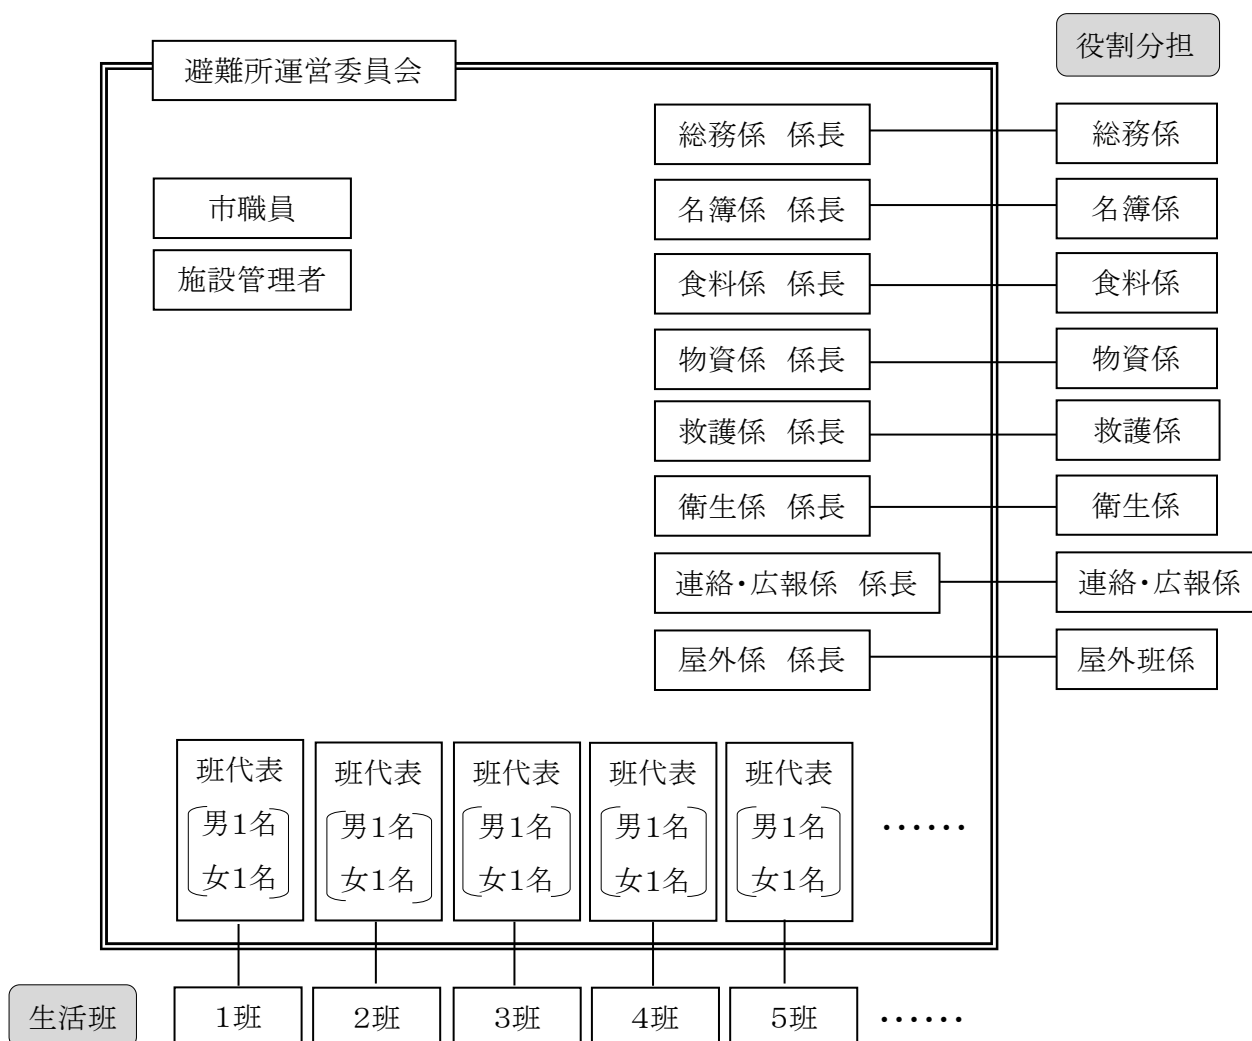 役割分担
避難所運営委員会
総務係 係長
総務係
市職員
名簿係 係長
名簿係
施設管理者
食料係 係長
食料係
物資係 係長
物資係
救護係 係長
救護係
衛生係 係長
衛生係
連絡・広報係 係長
連絡・広報係
屋外係 係長
屋外班係
班代表
男1名
女1名
班代表
男1名
女1名
班代表
男1名
女1名
班代表
男1名
女1名
班代表
男1名
女1名
……
生活班
1班
2班
3班
4班
5班
……